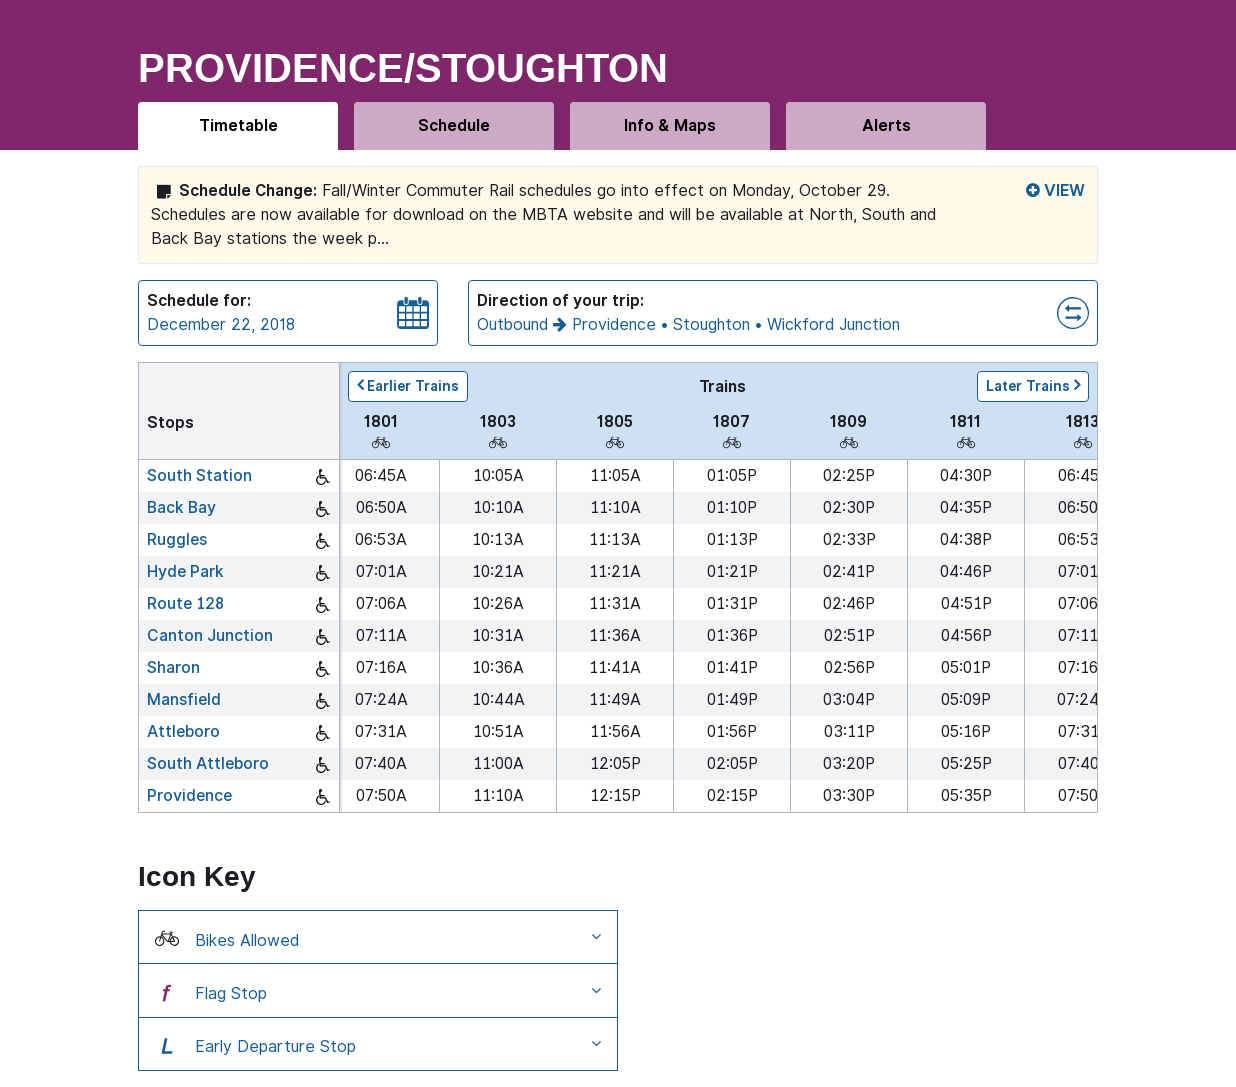 PROVIDENCE/STOUGHTON
Timetable Schedule Info & Maps Alerts
Schedule Change: Fall/Winter Commuter Rail schedules go into effect on Monday, October 29. VIEW
Schedules are now available for download on the MBTA website and will be available at North, South and
Back Bay stations the week p...
Schedule for: Direction of your trip:
December 22, 2018 Outbound Providence • Stoughton • Wickford Junction
Earlier Trains Trains Later Trains
Stops 1801 1803 1805 1807 1809 1811 1813
South Station 06:45A 10:05A 11:05A 01:05P 02:25P 04:30P 06:45
Back Bay 06:50A 10:10A 11:10A 01:10P 02:30P 04:35P 06:50
Ruggles 06:53A 10:13A 11:13A 01:13P 02:33P 04:38P 06:53
Hyde Park 07:01A 10:21A 11:21A 01:21P 02:41P 04:46P 07:01
Route 128 07:06A 10:26A 11:31A 01:31P 02:46P 04:51P 07:06
Canton Junction 07:11A 10:31A 11:36A 01:36P 02:51P 04:56P 07:11
Sharon 07:16A 10:36A 11:41A 01:41P 02:56P 05:01P 07:16
Mansfield 07:24A 10:44A 11:49A 01:49P 03:04P 05:09P 07:24
Attleboro 07:31A 10:51A 11:56A 01:56P 03:11P 05:16P 07:31
South Attleboro 07:40A 11:00A 12:05P 02:05P 03:20P 05:25P 07:40
Providence 07:50A 11:10A 12:15P 02:15P 03:30P 05:35P 07:50
Icon Key
Bikes Allowed
f Flag Stop
L Early Departure Stop